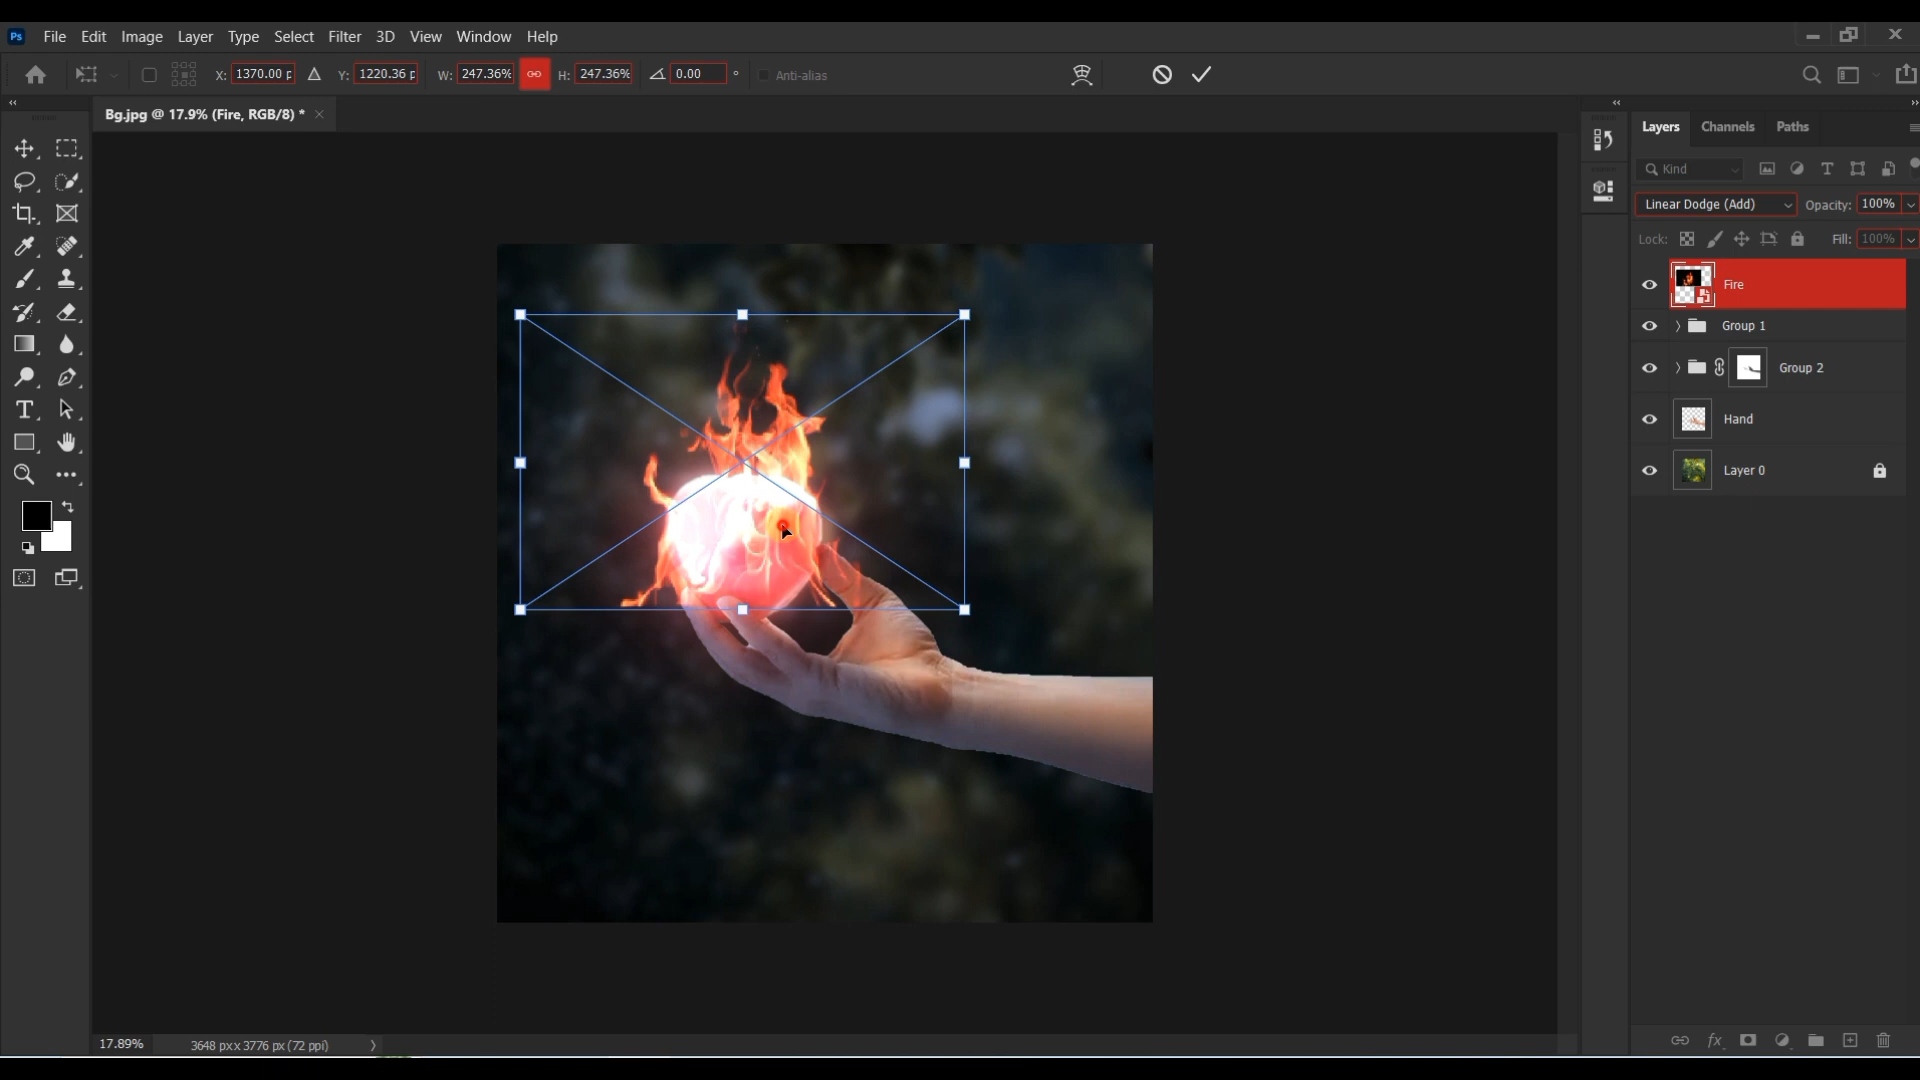 Ps File Edit Image Layer Type Select Filter 3D View Window Help
X: 1370.00 p Y: 1220.36 p W: 247.36% H: 247.36% 0.00 ° Anti-alias
Bg.jpg @ 17.9% (Fire, RGB/8) * ×
Layers Channels Paths
Kind
Linear Dodge (Add) Opacity: 100%
Lock: Fill: 100%
Fire
Group 1
Group 2
Hand
Layer 0
17.89% 3648 px x 3776 px (72 ppi)
fx